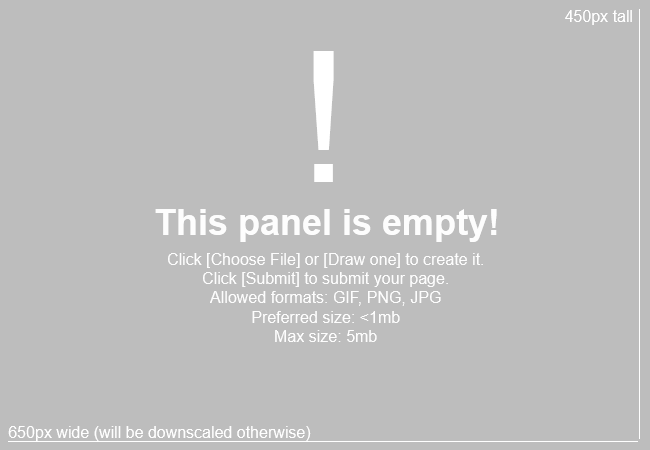 450px tall
!
This panel is empty!
Click [Choose File] or [Draw one] to create it.
Click [Submit] to submit your page.
Allowed formats: GIF, PNG, JPG
Preferred size: <1mb
Max size: 5mb
650px wide (will be downscaled otherwise)